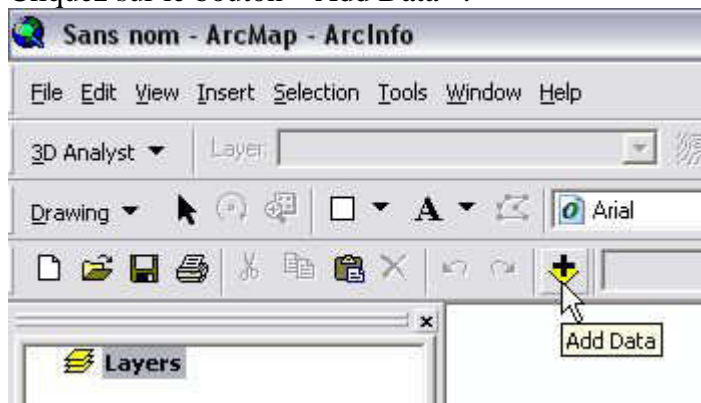 Cliquez sur le bouton « Add Data » :
Sans nom - ArcMap - ArcInfo
File Edit View Insert Selection Tools Window Help
3D Analyst Layer:
Drawing A Arial
Add Data
Layers